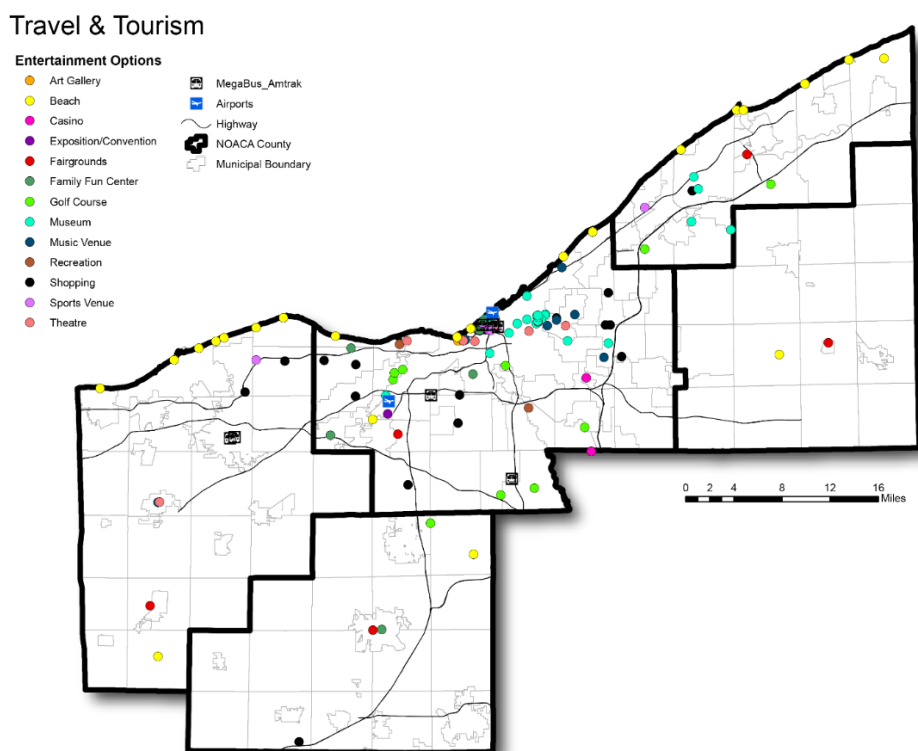 Travel & Tourism
Entertainment Options
Art Gallery
Beach
Casino
Exposition/Convention
Fairgrounds
Family Fun Center
Golf Course
Museum
Music Venue
Recreation
Shopping
Sports Venue
Theatre
MegaBus_Amtrak
Airports
Highway
NOACA County
Municipal Boundary
0 2 4 8 12 16
Miles